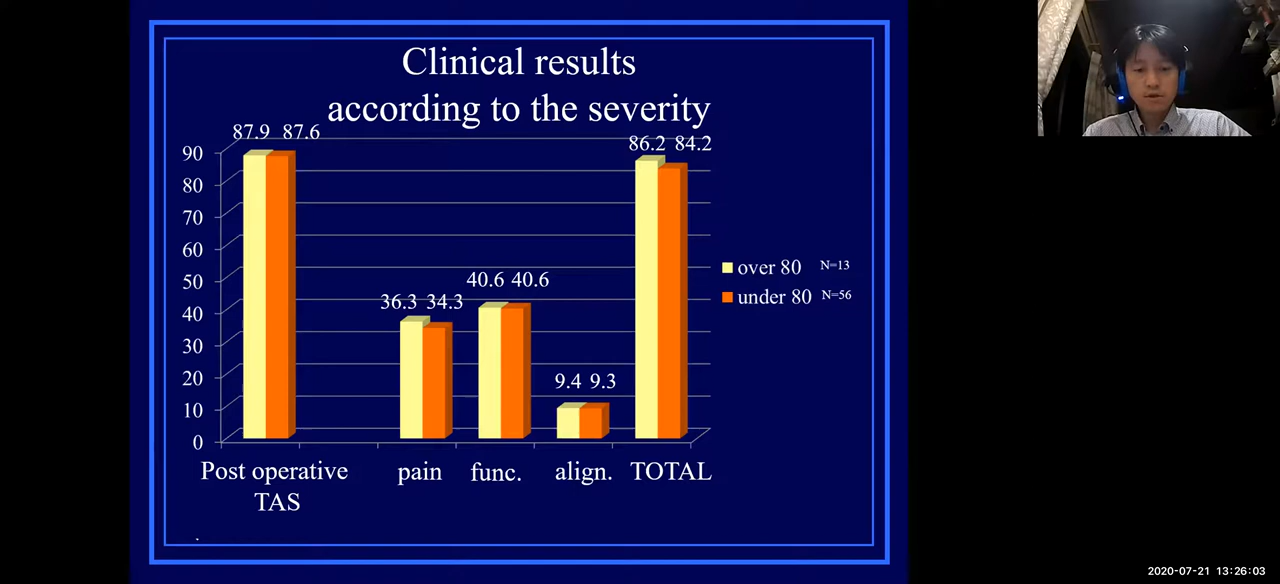 Clinical results
according to the severity
87.9 87.6
86.2 84.2
90
80
70
60
50
40
30
20
10
0
40.6 40.6
36.3 34.3
9.4 9.3
over 80 N=13
under 80 N=56
Post operative
TAS
pain
func.
align.
TOTAL
2020-07-21 13:26:03